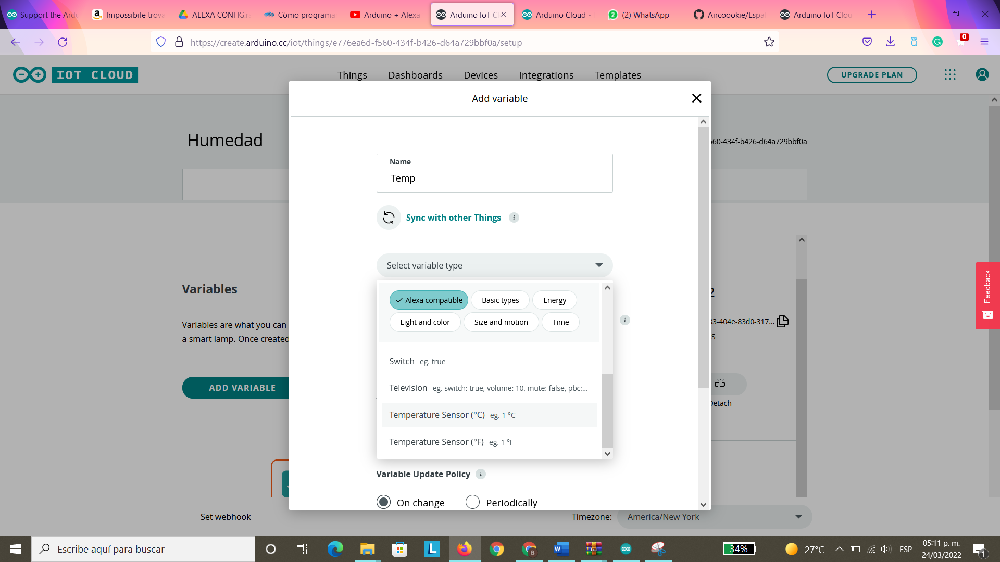 Support the Ardu
Impossibile trova
ALEXA CONFIG.ra
Cómo programa
Arduino + Alexa
Arduino IoT Cl
Arduino Cloud -
(2) WhatsApp
Aircoookie/Espa
Arduino IoT Clou
https://create.arduino.cc/iot/things/e776ea6d-f560-434f-b426-d64a729bbf0a/setup
0
IOT CLOUD
Things Dashboards Devices Integrations Templates
UPGRADE PLAN
Add variable
Humedad
60-434f-b426-d64a729bbf0a
Name
Temp
Sync with other Things i
Select variable type
Alexa compatible Basic types Energy
Light and color Size and motion Time
i
Switch eg. true
Television eg. switch: true, volume: 10, mute: false, pbc:...
Temperature Sensor (°C) eg. 1 °C
Temperature Sensor (°F) eg. 1 °F
Variable Update Policy i
On change Periodically
Variables
Variables are what you can
a smart lamp. Once created
ADD VARIABLE
2
3-404e-83d0-317...
S
Detach
Feedback
Set webhook
Timezone: America/New York
Escribe aquí para buscar
34%
27°C
ESP
05:11 p. m.
24/03/2022
1